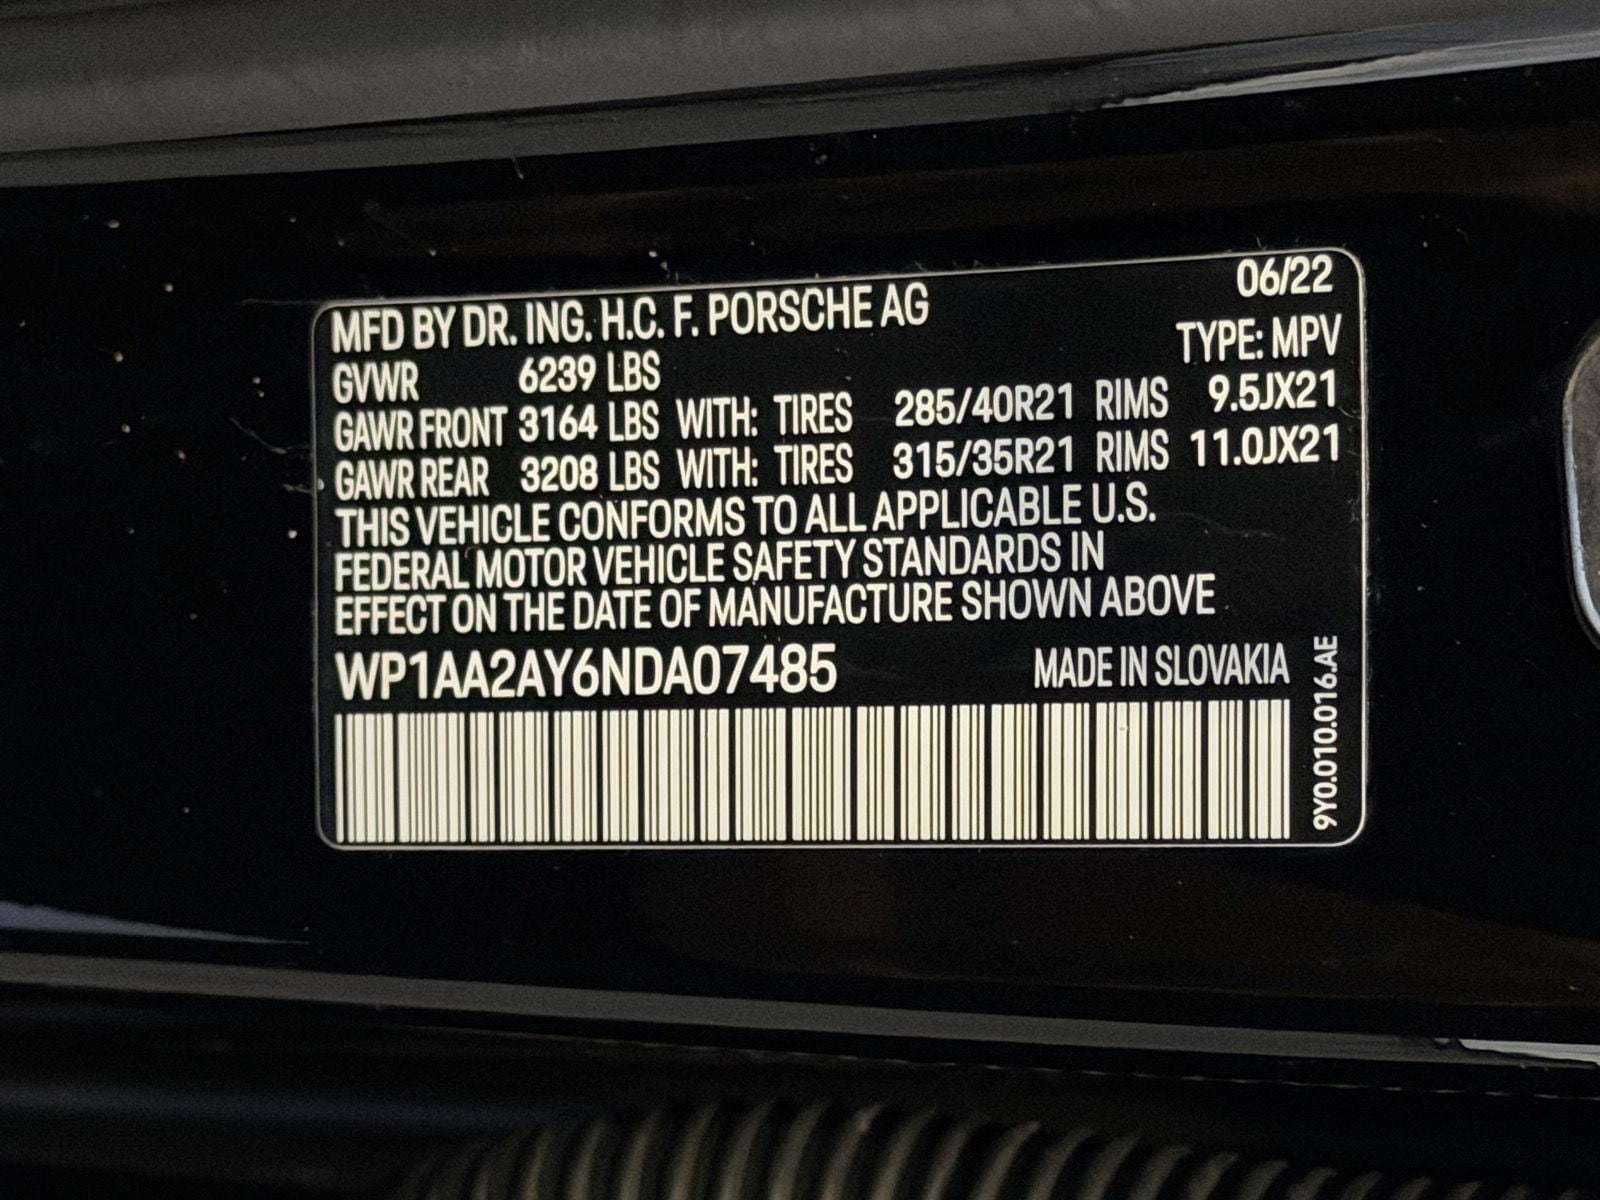 06/22
MFD BY DR. ING. H.C. F. PORSCHE AG
TYPE: MPV
GVWR 6239 LBS
GAWR FRONT 3164 LBS WITH: TIRES 285/40R21 RIMS 9.5JX21
GAWR REAR 3208 LBS WITH: TIRES 315/35R21 RIMS 11.0JX21
THIS VEHICLE CONFORMS TO ALL APPLICABLE U.S.
FEDERAL MOTOR VEHICLE SAFETY STANDARDS IN
EFFECT ON THE DATE OF MANUFACTURE SHOWN ABOVE
WP1AA2AY6NDA07485 MADE IN SLOVAKIA
9Y0.010.016.AE